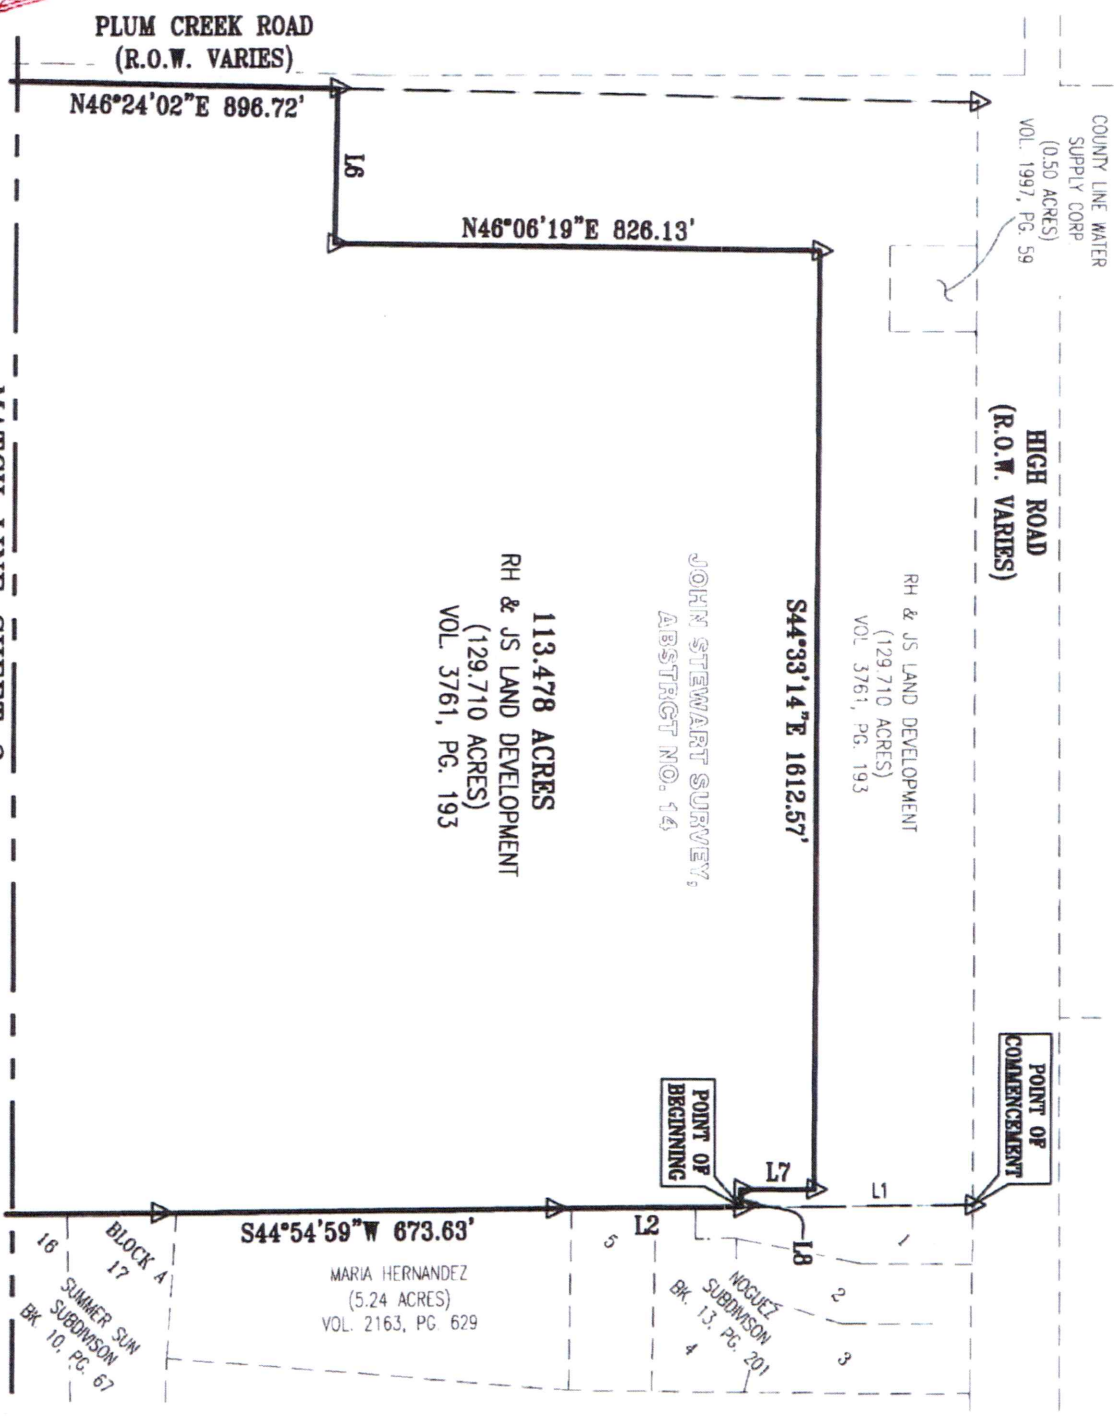 PLUM CREEK ROAD
(R.O.W. VARIES)
N46°24'02"E 896.72'
L6
N46°06'19"E 826.13'
COUNTY LINE WATER
SUPPLY CORP
(0.50 ACRES)
VOL. 1997, PG. 59
HIGH ROAD
(R.O.W. VARIES)
RH & JS LAND DEVELOPMENT
(129.710 ACRES)
VOL 3761, PG. 193
S44°33'14"E 1612.57'
JOHN STEWART SURVEY,
ABSTRCT NO. 14
113.478 ACRES
RH & JS LAND DEVELOPMENT
(129.710 ACRES)
VOL. 3761, PG. 193
POINT OF
COMMENCEMENT
POINT OF
BEGINNING
L7
L1
L8
L2
S44°54'59"W 673.63'
MARIA HERNANDEZ
(5.24 ACRES)
VOL. 2163, PG 629
1
2
3
4
5
NOGUEZ
SUBDIVISON
BK. 13, PG. 201
BLOCK A
16
17
SUMMER SUN
SUBDIVISON
BK. 10, PG. 67